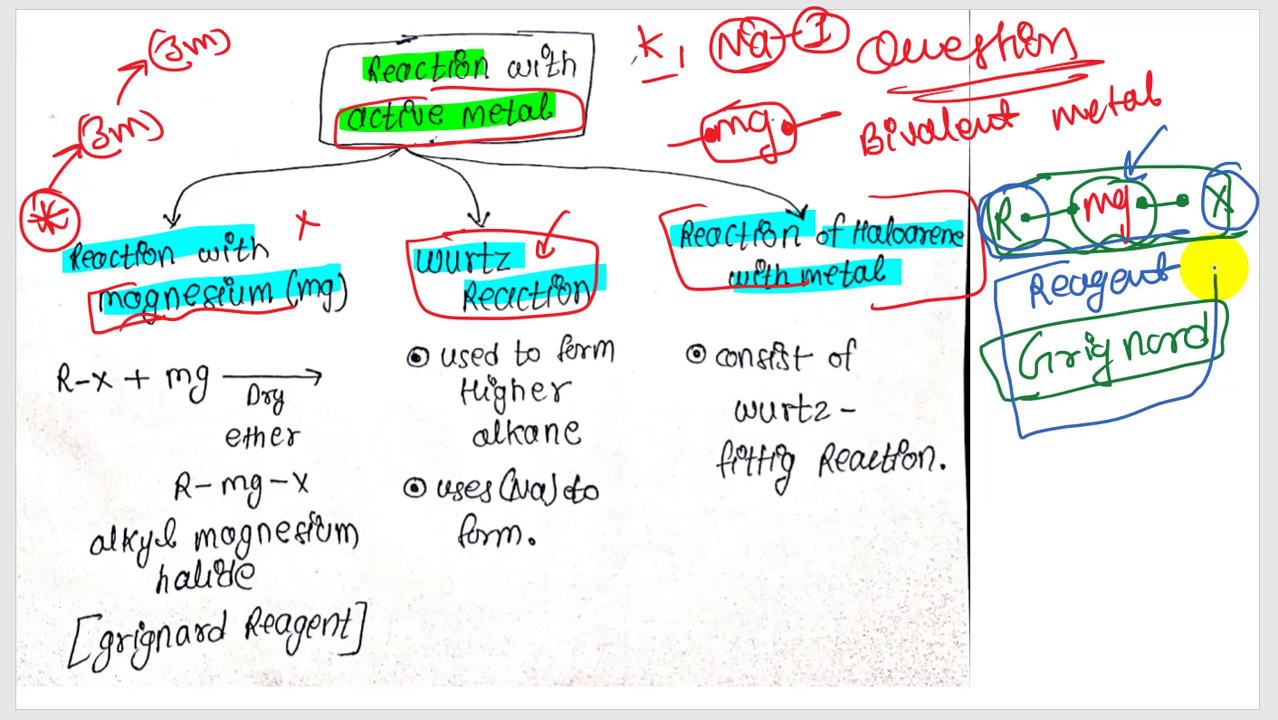 (3m)
(3m)
Reaction with
active metal
K, Na-I
Question
mg
Bivalent metal
R mg X
Reagent
Grignard
Reaction with
magnesium (mg)
R-x + mg
Dry
ether
R-mg-x
alkyl magnesium
halide
[grignard Reagent]
wurtz
Reaction
used to form
Higher
alkane
uses (Na) to
form.
Reaction of Haloarene
with metal
consist of
wurtz-
fittig Reaction.